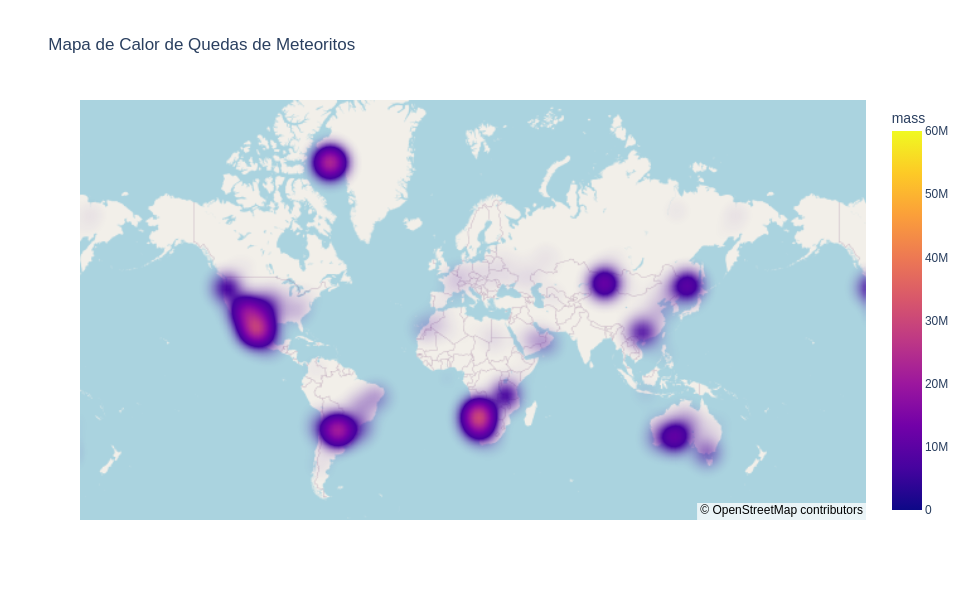 Mapa de Calor de Quedas de Meteoritos
mass
60M
50M
40M
30M
20M
10M
0
© OpenStreetMap contributors